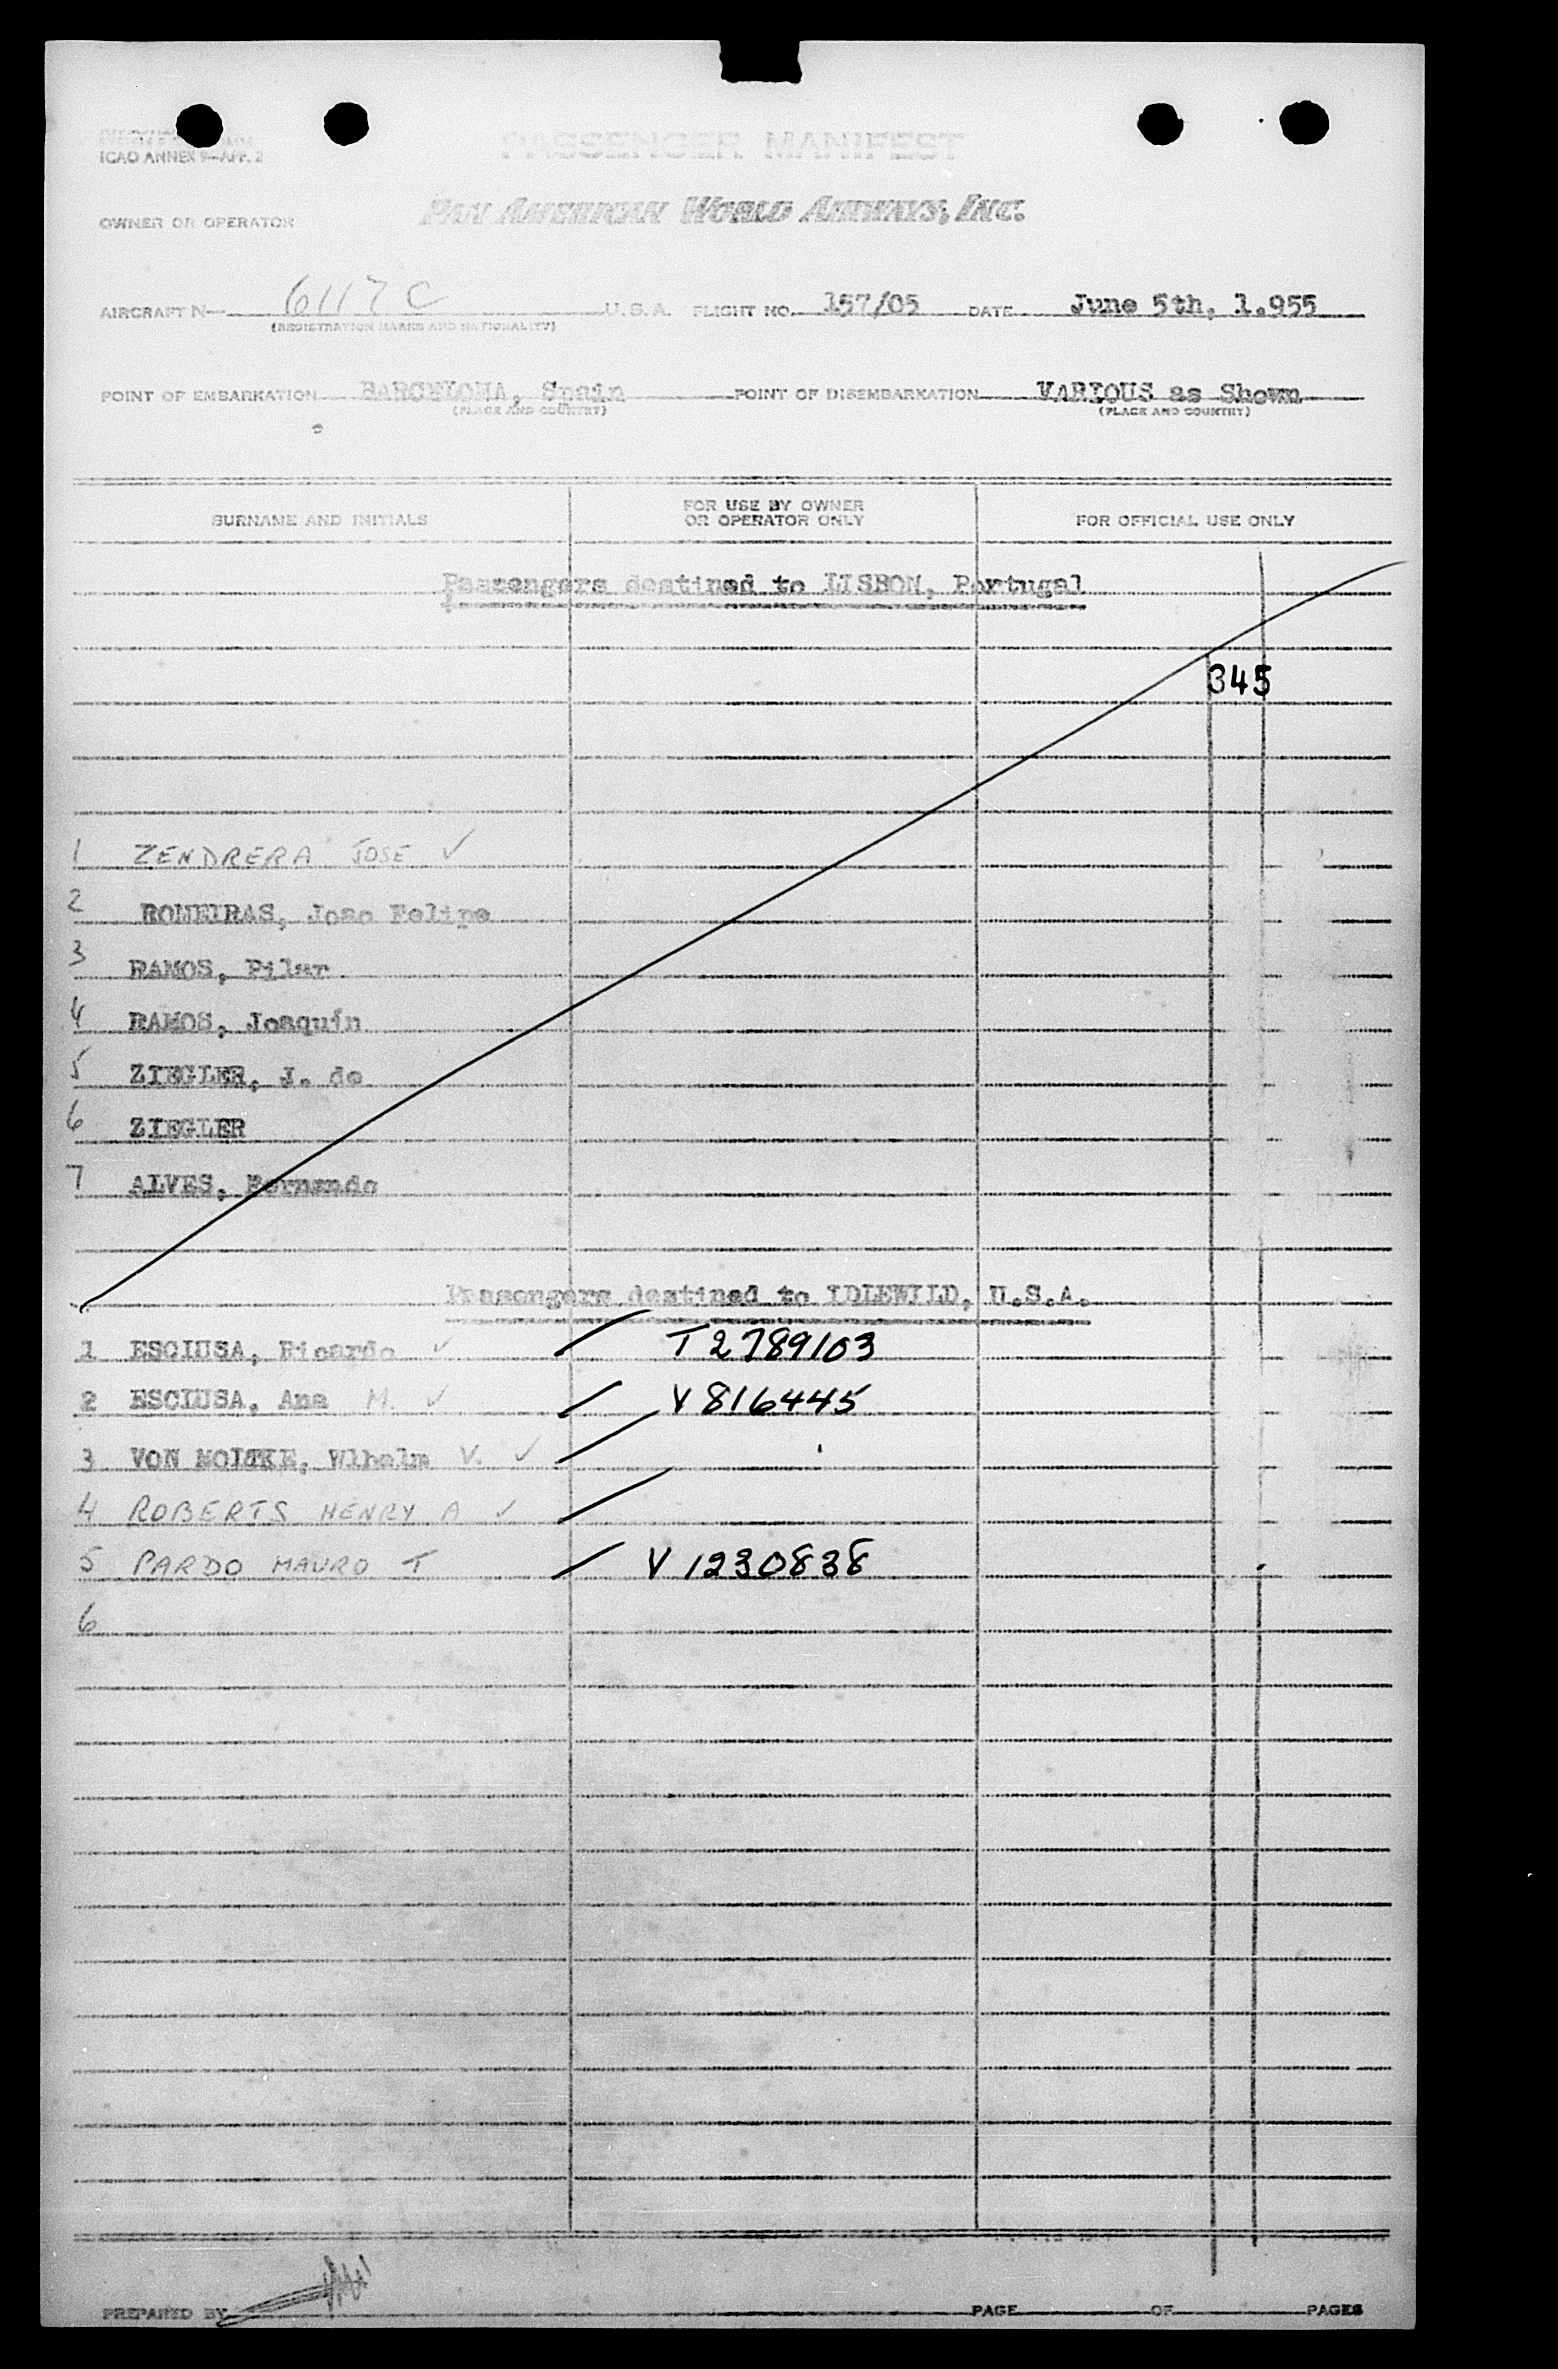 ICAO ANNEX 9—APP. 2
PASSENGER MANIFEST
OWNER OR OPERATOR PAN AMERICAN WORLD AIRWAYS, INC.
AIRCRAFT N— 6117C U.S.A. FLIGHT NO. 157/05 DATE June 5th, 1.955
(REGISTRATION MARKS AND NATIONALITY)
POINT OF EMBARKATION BARCELONA, Spain POINT OF DISEMBARKATION VARIOUS as Shown
(PLACE AND COUNTRY) (PLACE AND COUNTRY)
SURNAME AND INITIALS FOR USE BY OWNER OR OPERATOR ONLY FOR OFFICIAL USE ONLY
Passengers destined to LISBON, Portugal
345
1 ZENDRERA JOSE ✓
2 ROMEIRAS, Joao Felipe
3 RAMOS, Pilar
4 RAMOS, Joaquín
5 ZIEGLER, J. de
6 ZIEGLER
7 ALVES, Fernando
Passengers destined to IDLEWILD, U.S.A.
1 ESCIUSA, Ricardo ✓ T2789103
2 ESCIUSA, Ana M. ✓ V816445
3 VON MOLTKE, Wlhelm V. ✓
4 ROBERTS HENRY A ✓
5 PARDO MAURO T V1230838
6
PREPARED BY PAGE OF PAGES